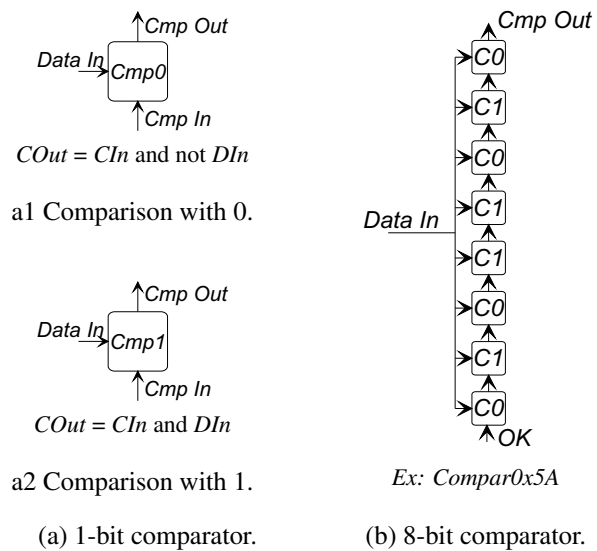 Cmp Out
Data In
Cmp0
Cmp In
COut = CIn and not DIn
a1 Comparison with 0.
Cmp Out
Data In
Cmp1
Cmp In
COut = CIn and DIn
a2 Comparison with 1.
(a) 1-bit comparator.
Cmp Out
C0
C1
C0
C1
Data In
C1
C0
C1
C0
OK
Ex: Compar0x5A
(b) 8-bit comparator.